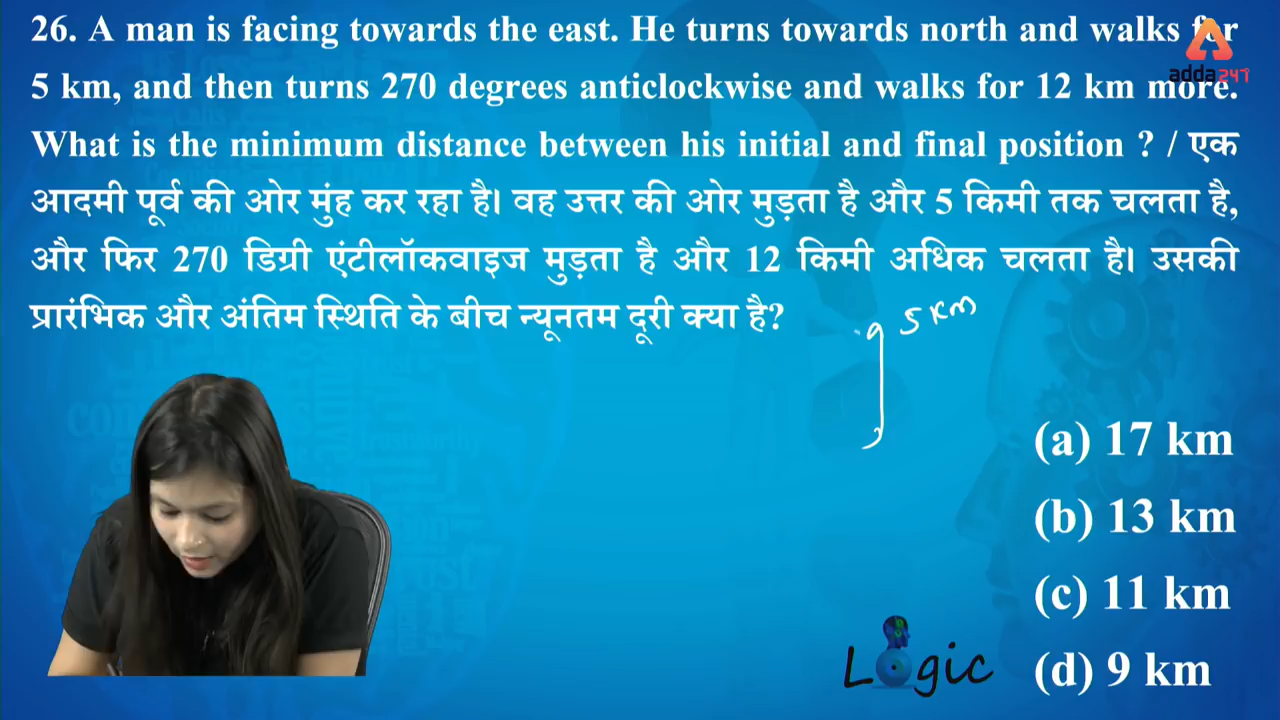 26. A man is facing towards the east. He turns towards north and walks for
5 km, and then turns 270 degrees anticlockwise and walks for 12 km more.
What is the minimum distance between his initial and final position ? / एक
आदमी पूर्व की ओर मुंह कर रहा है। वह उत्तर की ओर मुड़ता है और 5 किमी तक चलता है,
और फिर 270 डिग्री एंटीलॉकवाइज मुड़ता है और 12 किमी अधिक चलता है। उसकी
प्रारंभिक और अंतिम स्थिति के बीच न्यूनतम दूरी क्या है?
adda247
5 km
(a) 17 km
(b) 13 km
(c) 11 km
(d) 9 km
Logic